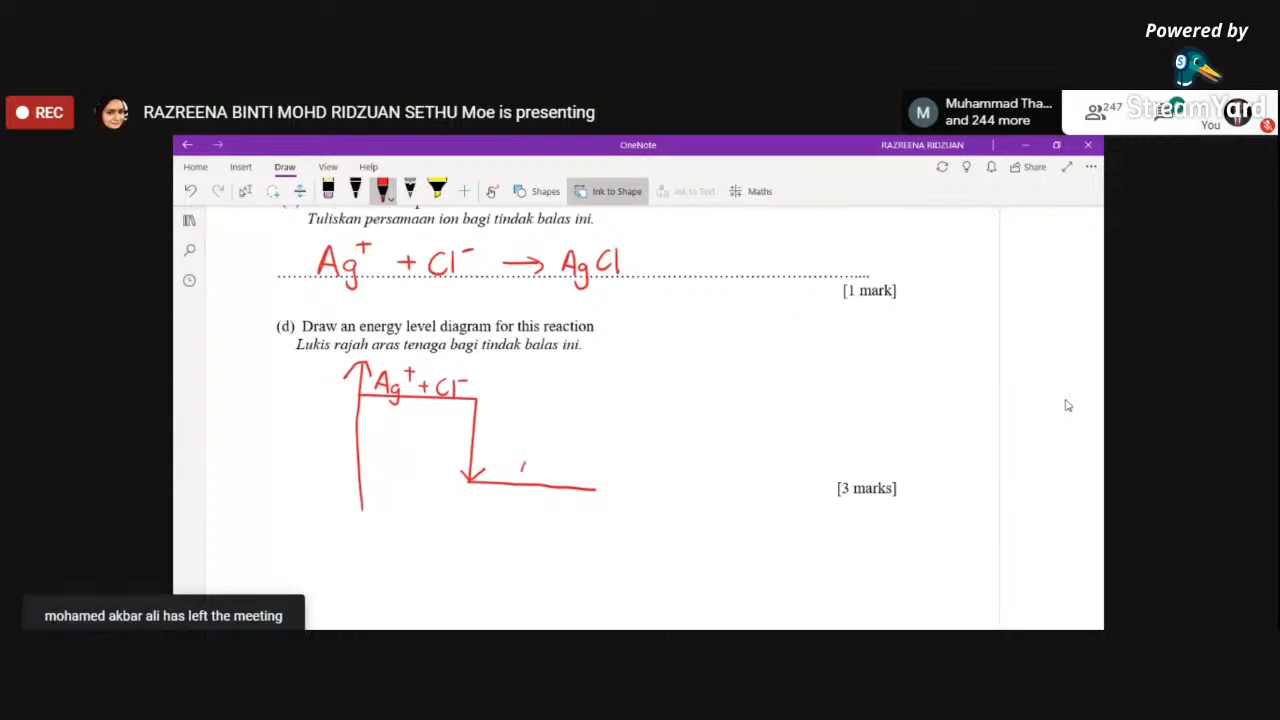 Powered by
REC
RAZREENA BINTI MOHD RIDZUAN SETHU Moe is presenting
M
Muhammad Tha...
and 244 more
247
StreamYard
You
OneNote
RAZREENA RIDZUAN
Home Insert Draw View Help
Share
Shapes Ink to Shape Ink to Text Maths
Tuliskan persamaan ion bagi tindak balas ini.
Ag⁺ + Cl⁻ → AgCl
[1 mark]
(d) Draw an energy level diagram for this reaction
Lukis rajah aras tenaga bagi tindak balas ini.
Ag⁺ + Cl⁻
[3 marks]
mohamed akbar ali has left the meeting